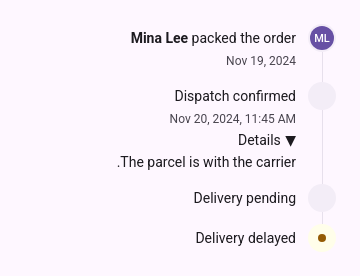 ML
Mina Lee packed the order
Nov 19, 2024
Dispatch confirmed
Nov 20, 2024, 11:45 AM
Details ▼
.The parcel is with the carrier
Delivery pending
Delivery delayed